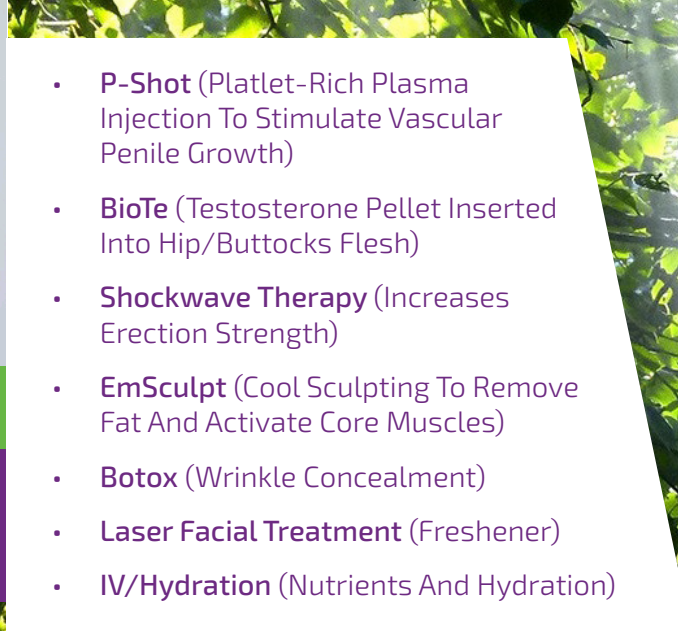 • P-Shot (Platlet-Rich Plasma
Injection To Stimulate Vascular
Penile Growth)
• BioTe (Testosterone Pellet Inserted
Into Hip/Buttocks Flesh)
• Shockwave Therapy (Increases
Erection Strength)
• EmSculpt (Cool Sculpting To Remove
Fat And Activate Core Muscles)
• Botox (Wrinkle Concealment)
• Laser Facial Treatment (Freshener)
• IV/Hydration (Nutrients And Hydration)